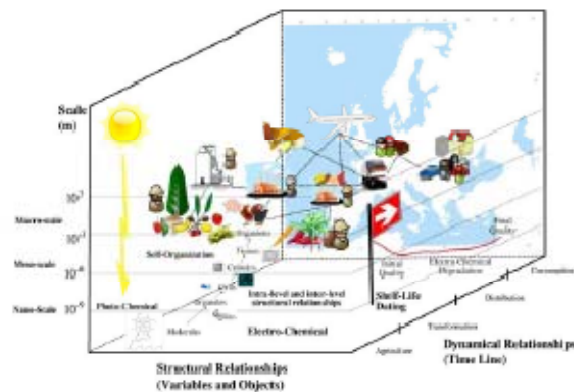 Scale
(m)
Macro-scale
Meso-scale
Nano-Scale
Self-Organization
Photo-Chemical
Organs
Tissues
Molecules
Intra-level and inter-level
structural relationships
Electro-Chemical
Initial
Quality
Final
Quality
Electro-Chemical
Degradation
Shelf-Life
Dating
Consumption
Distribution
Transformation
Agriculture
Structural Relationships
(Variables and Objects)
Dynamical Relationships
(Time Line)